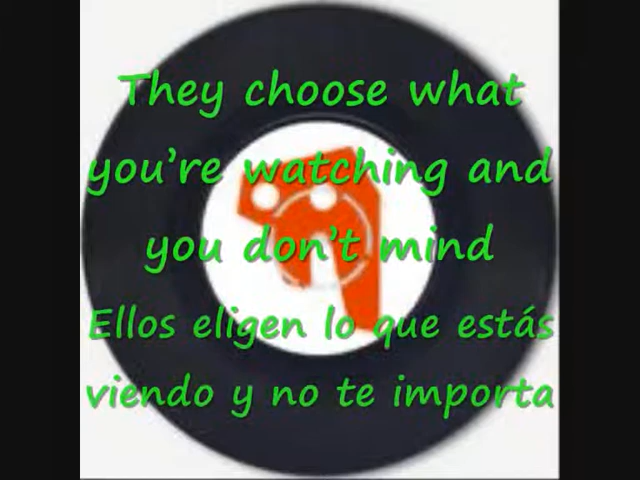 They choose what
you're watching and
you don't mind
Ellos eligen lo que estás
viendo y no te importa